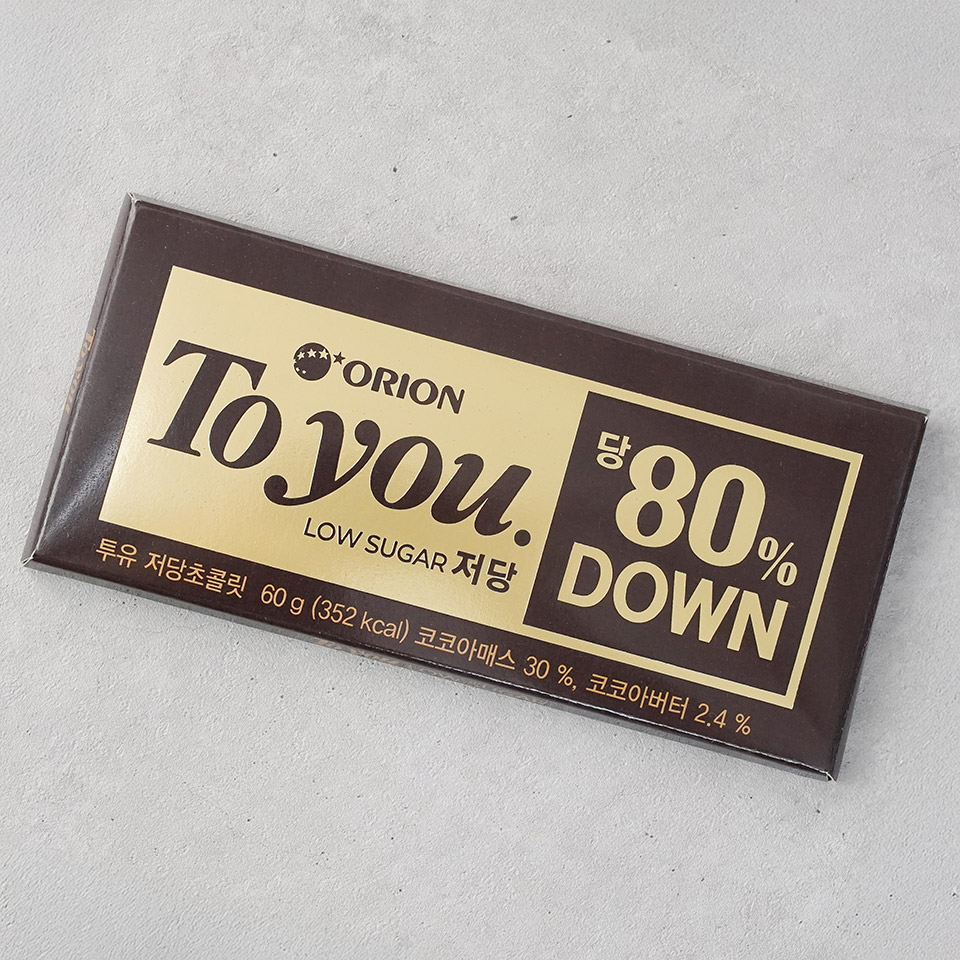 ORION
To you.
LOW SUGAR 저당
당 80%
DOWN
투유 저당초콜릿 60 g (352 kcal) 코코아매스 30 %, 코코아버터 2.4 %